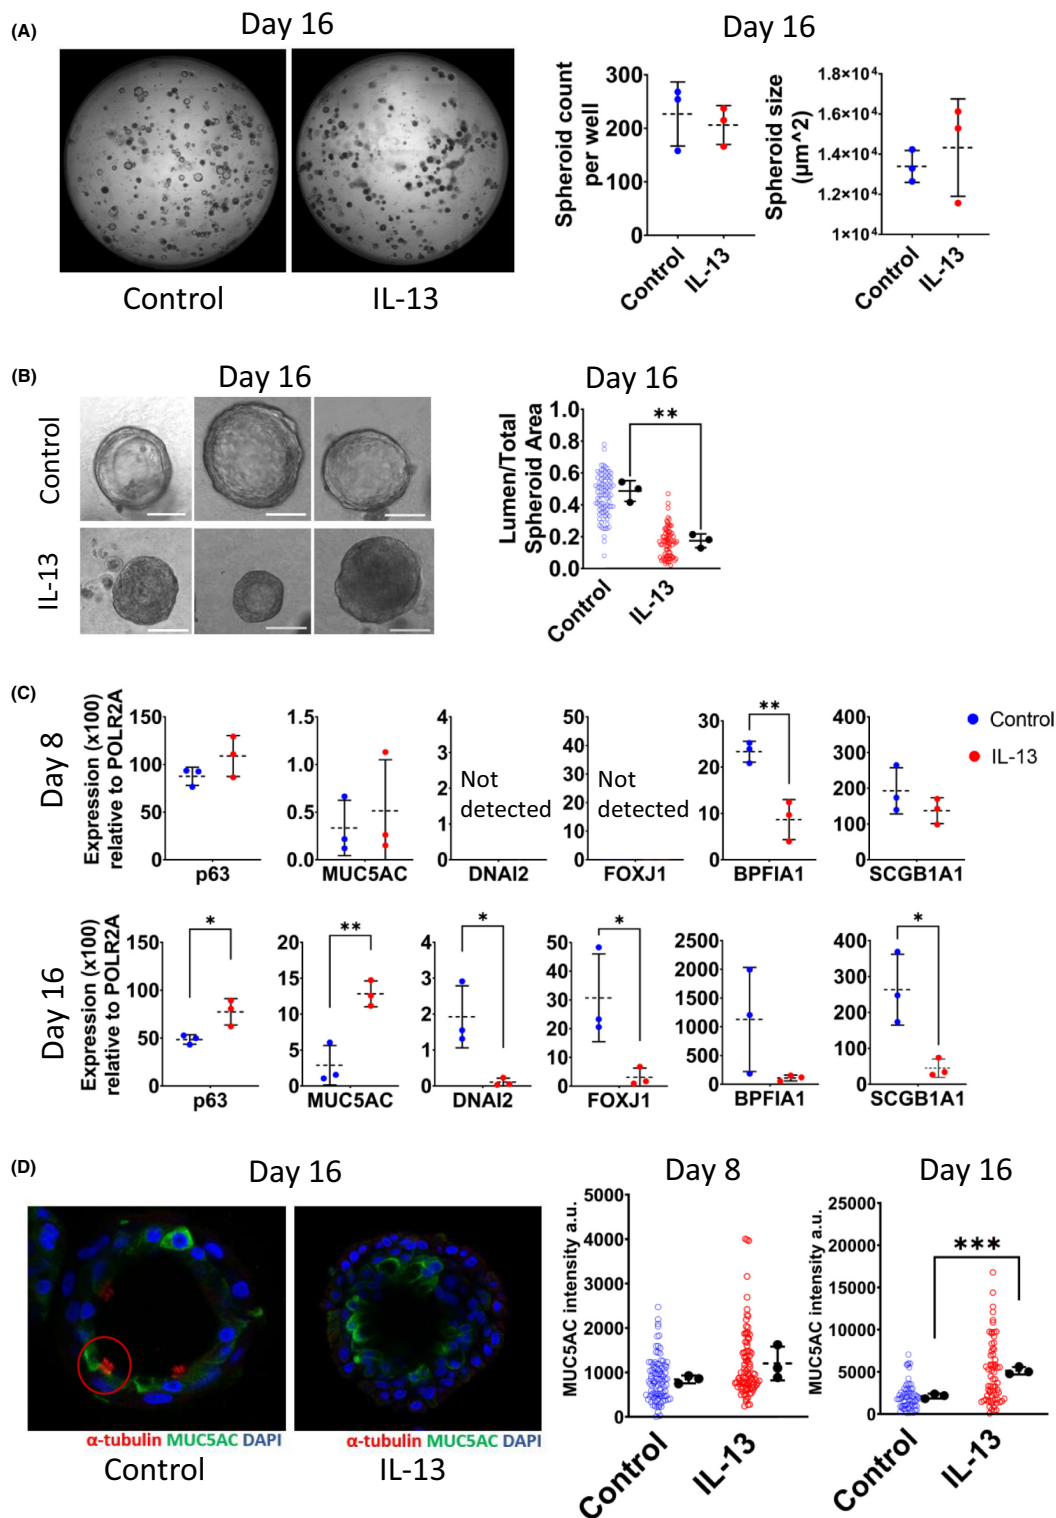 (A)
Day 16
Day 16
Control
IL-13
Spheroid count
per well
300
200
100
0
Control
IL-13
Spheroid size
(µm^2)
1.8×10⁴
1.6×10⁴
1.4×10⁴
1.2×10⁴
1×10⁴
Control
IL-13
(B)
Day 16
Day 16
Control
IL-13
Lumen/Total
Spheroid Area
1.0
0.8
0.6
0.4
0.2
0.0
**
Control
IL-13
(C)
Day 8
Expression (x100)
relative to POLR2A
150
100
50
0
p63
1.5
1.0
0.5
0.0
MUC5AC
4
3
2
1
0
Not
detected
DNAI2
50
40
30
20
10
0
Not
detected
FOXJ1
30
20
10
0
**
BPFIA1
400
300
200
100
0
SCGB1A1
Control
IL-13
Day 16
Expression (x100)
relative to POLR2A
150
100
50
0
*
p63
20
15
10
5
0
**
MUC5AC
4
3
2
1
0
*
DNAI2
50
40
30
20
10
0
*
FOXJ1
2500
2000
1500
1000
500
0
BPFIA1
400
300
200
100
0
*
SCGB1A1
(D)
Day 16
α-tubulin MUC5AC DAPI
Control
α-tubulin MUC5AC DAPI
IL-13
Day 8
MUC5AC intensity a.u.
5000
4000
3000
2000
1000
0
Control
IL-13
Day 16
MUC5AC intensity a.u.
25000
20000
15000
10000
5000
0
***
Control
IL-13